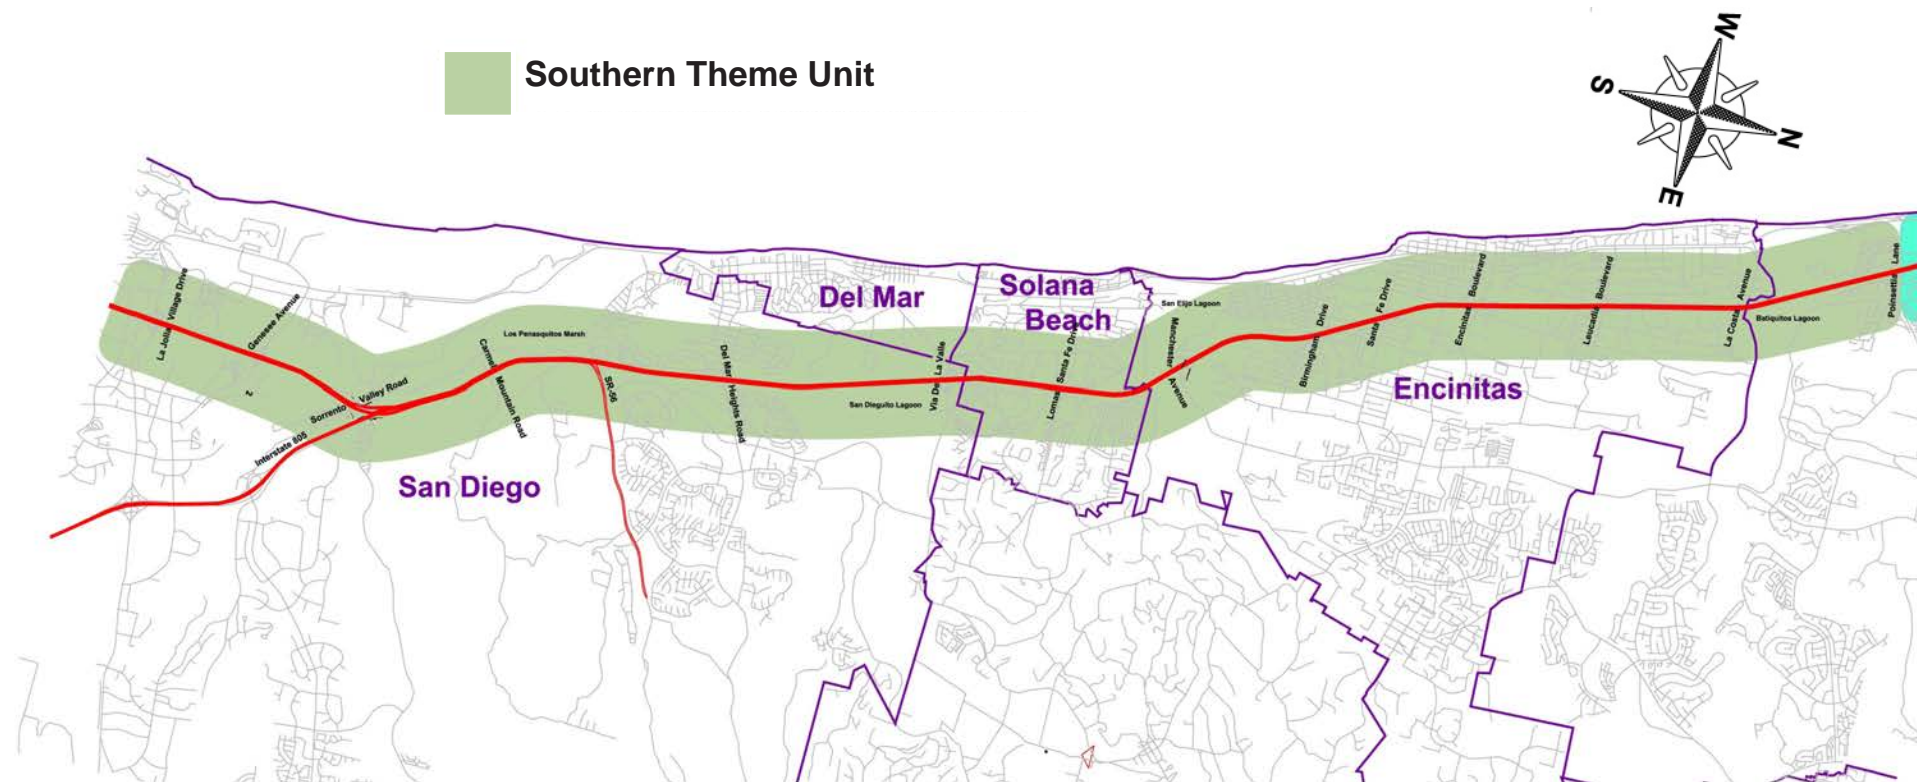 Southern Theme Unit
W
S
N
E
La Jolla Village Drive
Genesee Avenue
2
Interstate 805
Sorrento Valley Road
Carmel Mountain Road
Los Penasquitos Marsh
SR-56
San Diego
Del Mar Heights Road
Del Mar
San Dieguito Lagoon
Via De La Valle
Solana
Beach
Lomas Santa Fe Drive
San Elijo Lagoon
Manchester Avenue
Birmingham Drive
Santa Fe Drive
Encinitas Boulevard
Encinitas
Leucadia Boulevard
La Costa Avenue
Batiquitos Lagoon
Poinsettia Lane